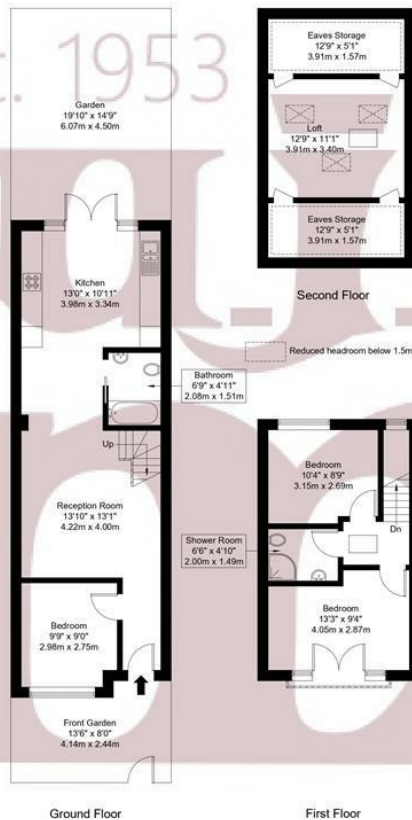 t. 1953
Garden
19'10" x 14'9"
6.07m x 4.50m
Kitchen
13'0" x 10'11"
3.98m x 3.34m
Bathroom
6'9" x 4'11"
2.08m x 1.51m
Up
Reception Room
13'10" x 13'1"
4.22m x 4.00m
Bedroom
9'9" x 9'0"
2.98m x 2.75m
Front Garden
13'6" x 8'0"
4.14m x 2.44m
Ground Floor
Eaves Storage
12'9" x 5'1"
3.91m x 1.57m
Loft
12'9" x 11'1"
3.91m x 3.40m
Eaves Storage
12'9" x 5'1"
3.91m x 1.57m
Second Floor
Reduced headroom below 1.5m
Bedroom
10'4" x 8'9"
3.15m x 2.69m
Dn
Shower Room
6'6" x 4'10"
2.00m x 1.49m
Bedroom
13'3" x 9'4"
4.05m x 2.87m
First Floor